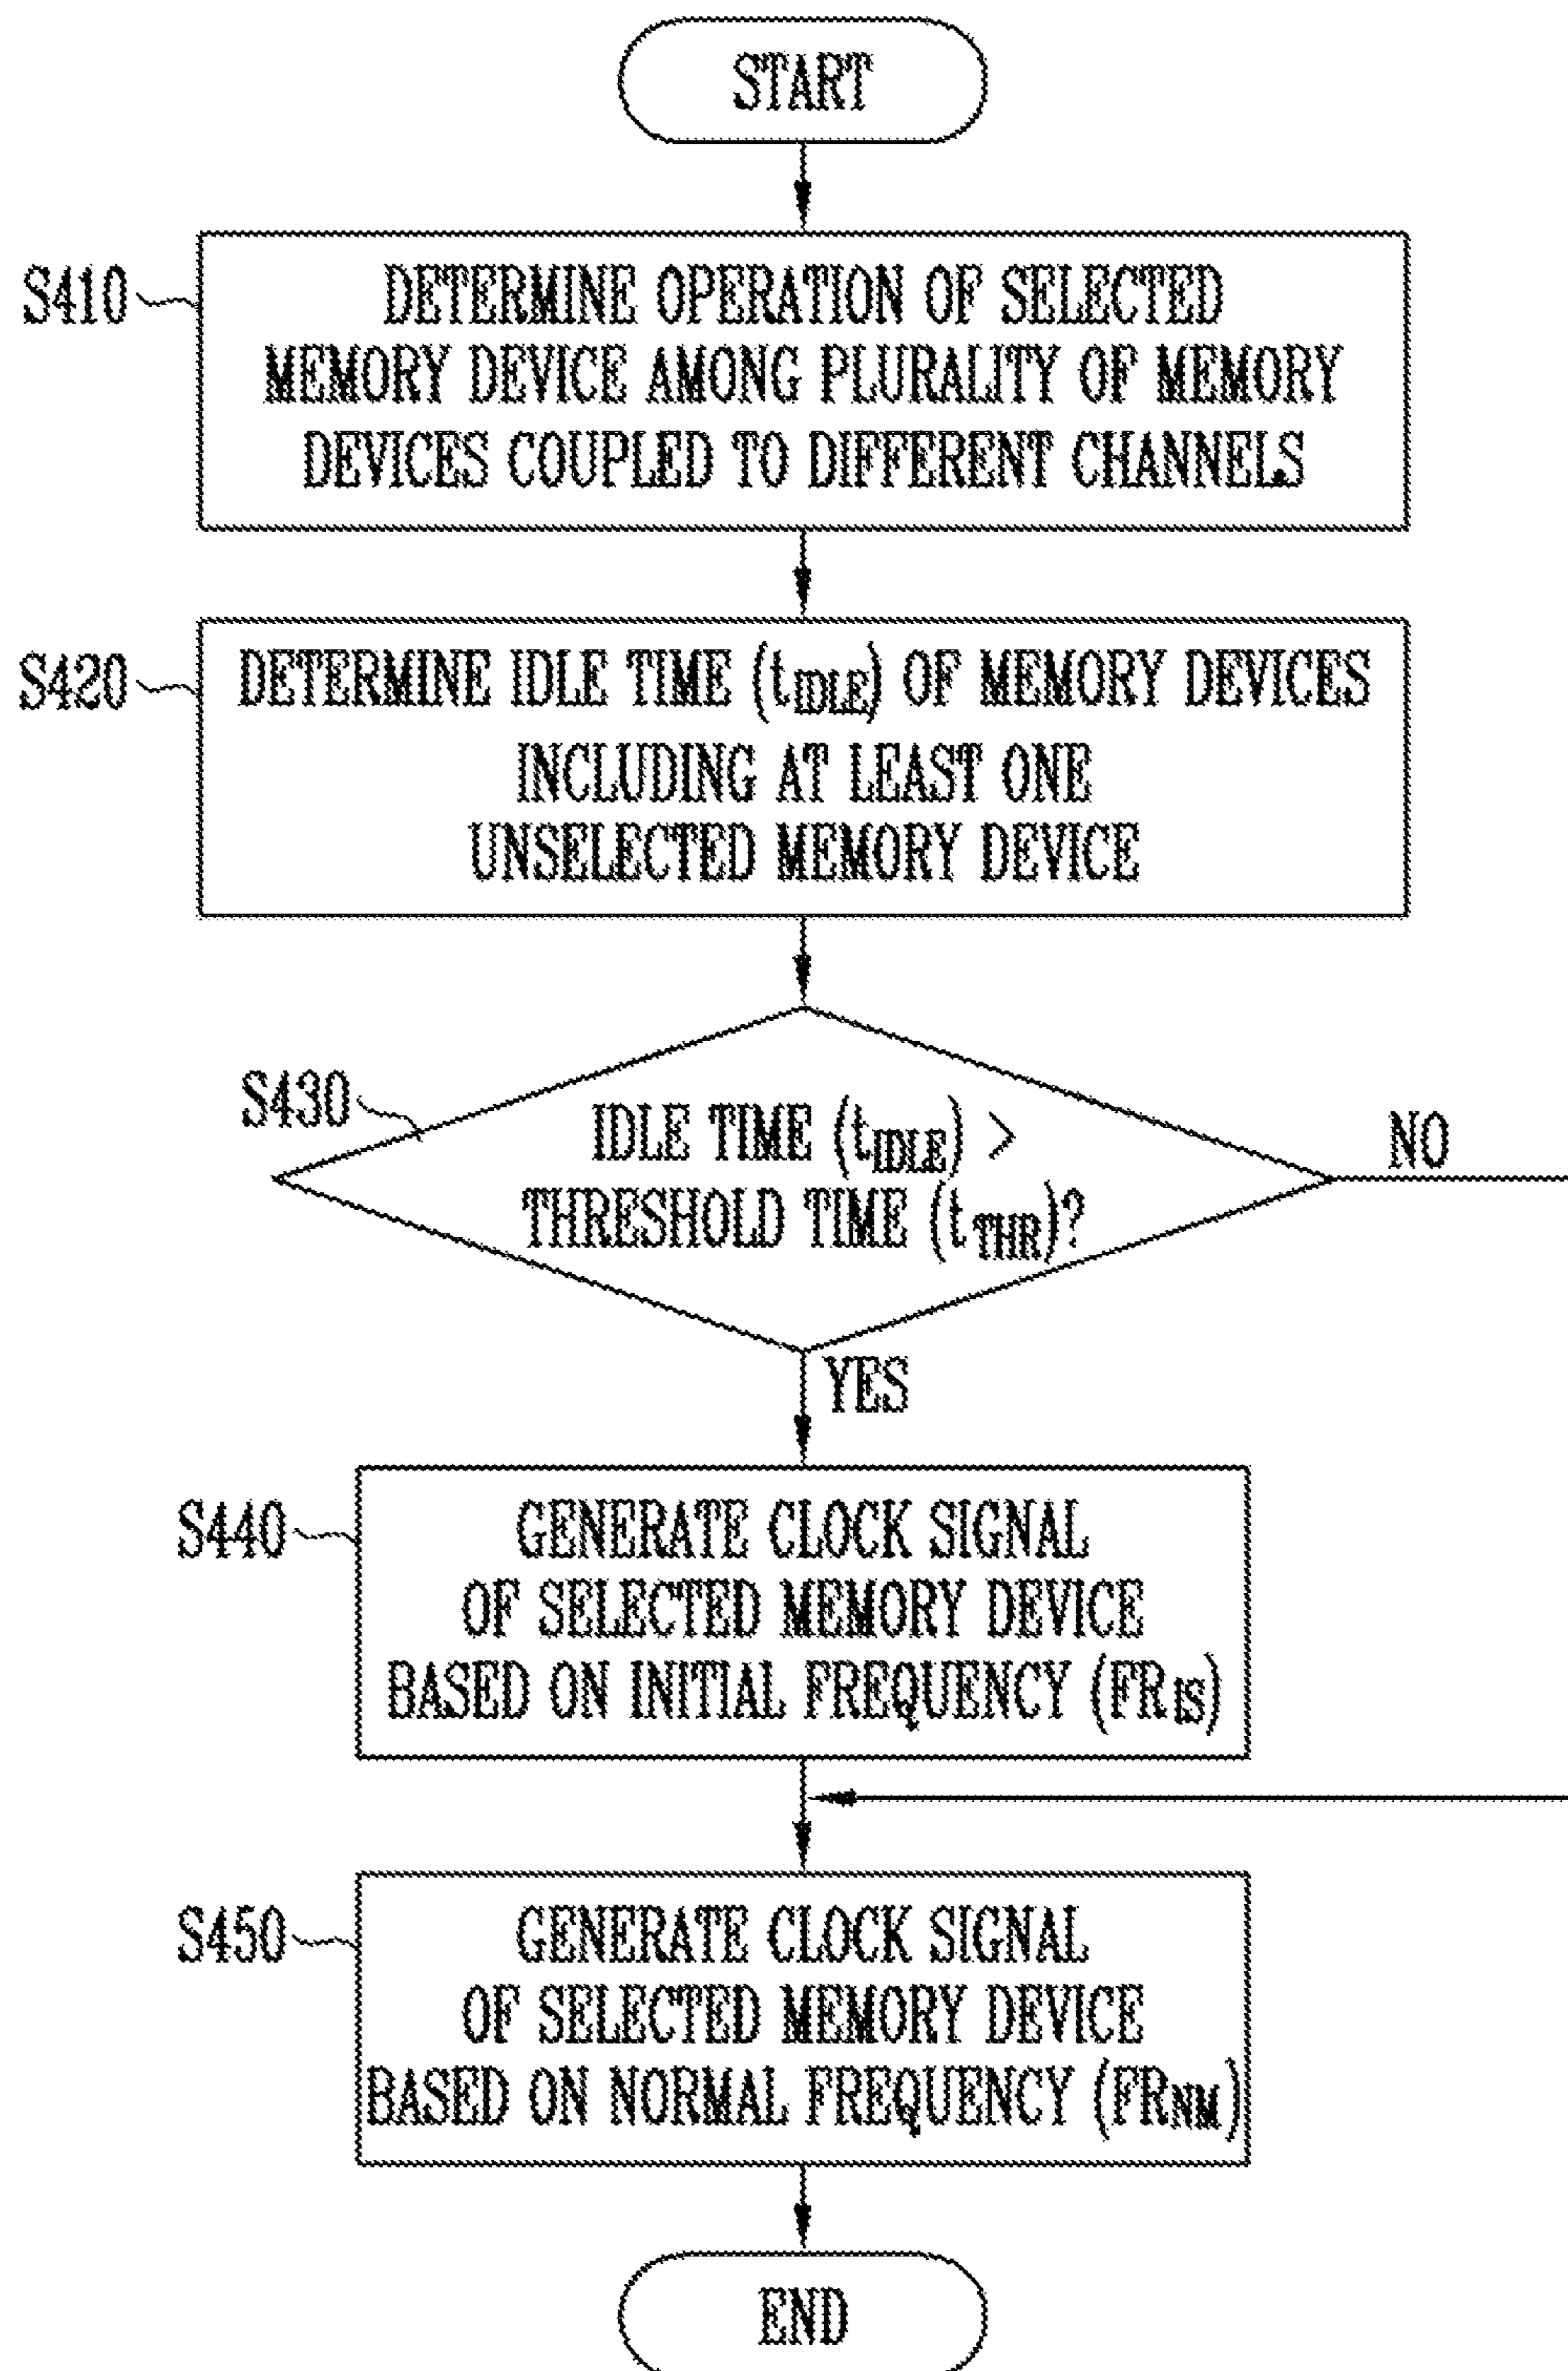 START
S410
DETERMINE OPERATION OF SELECTED
MEMORY DEVICE AMONG PLURALITY OF MEMORY
DEVICES COUPLED TO DIFFERENT CHANNELS
S420
DETERMINE IDLE TIME (tIDLE) OF MEMORY DEVICES
INCLUDING AT LEAST ONE
UNSELECTED MEMORY DEVICE
S430
IDLE TIME (tIDLE) >
THRESHOLD TIME (tTHR)?
NO
YES
S440
GENERATE CLOCK SIGNAL
OF SELECTED MEMORY DEVICE
BASED ON INITIAL FREQUENCY (FRIS)
S450
GENERATE CLOCK SIGNAL
OF SELECTED MEMORY DEVICE
BASED ON NORMAL FREQUENCY (FRNM)
END